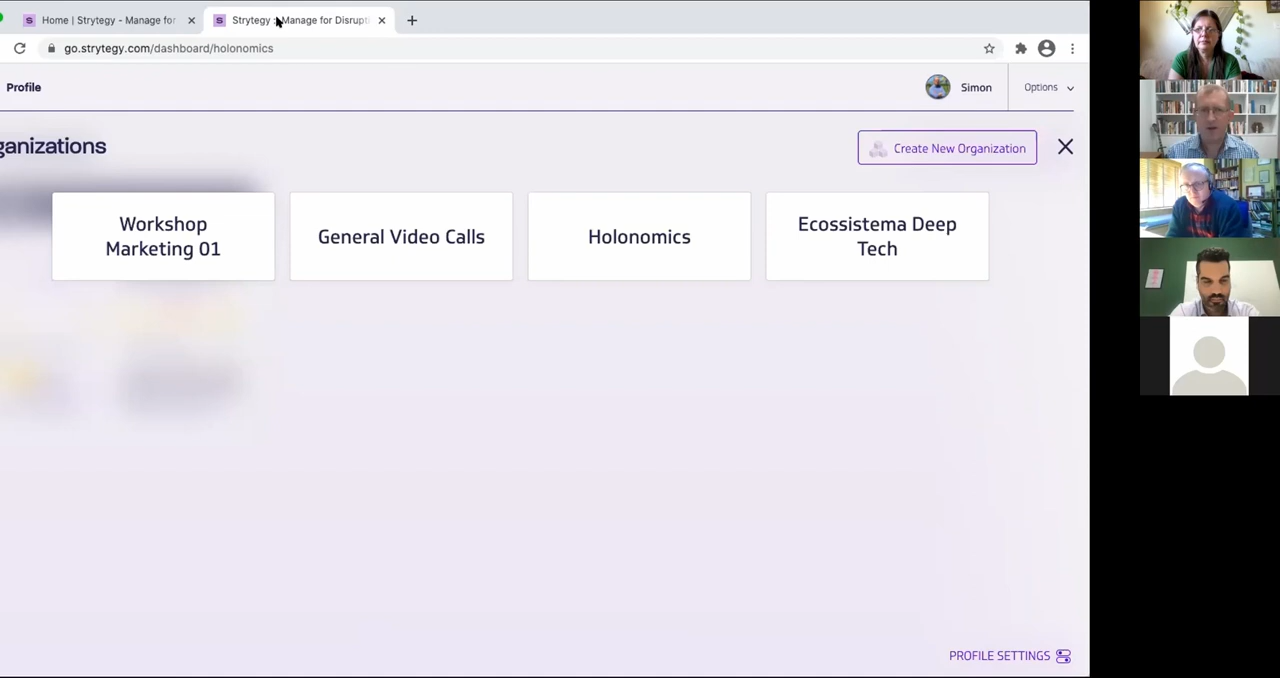 Home | Strytegy - Manage for
Strytegy : Manage for Disrupti
go.strytegy.com/dashboard/holonomics
Profile
Simon
Options
ganizations
Create New Organization
Workshop
Marketing 01
General Video Calls
Holonomics
Ecossistema Deep
Tech
PROFILE SETTINGS